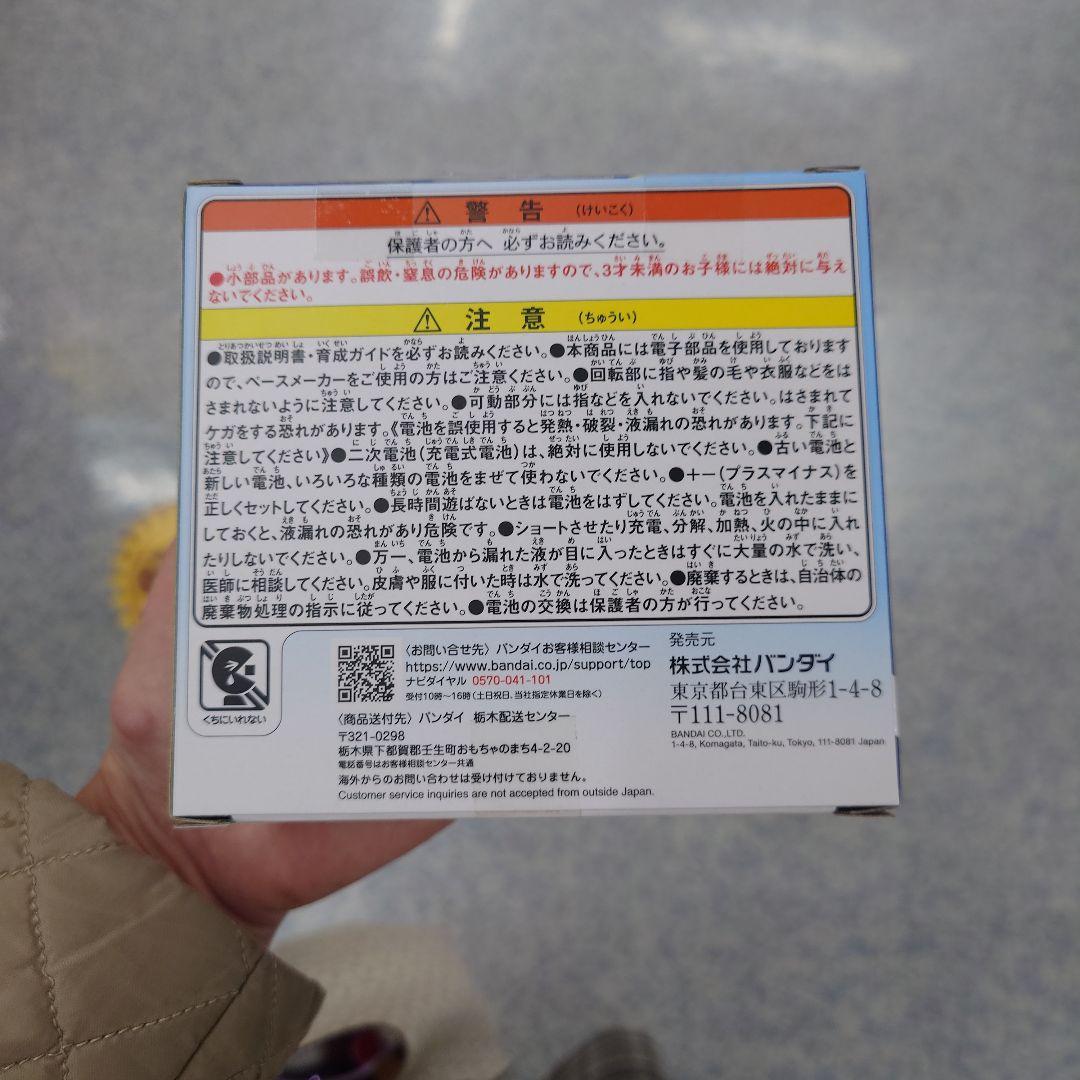 ⚠ 警告 (けいこく)
保護者の方へ 必ずお読みください。
●小部品があります。誤飲・窒息の危険がありますので、3才未満のお子様には絶対に与え
ないでください。
⚠ 注意 (ちゅうい)
●取扱説明書・育成ガイドを必ずお読みください。●本商品には電子部品を使用しております
ので、ペースメーカーをご使用の方はご注意ください。●回転部に指や髪の毛や衣服などをは
さまれないように注意してください。●可動部分には指などを入れないでください。はさまれて
ケガをする恐れがあります。《電池を誤使用すると発熱・破裂・液漏れの恐れがあります。下記に
注意してください》●二次電池(充電式電池)は、絶対に使用しないでください。●古い電池と
新しい電池、いろいろな種類の電池をまぜて使わないでください。●+−(プラスマイナス)を
正しくセットしてください。●長時間遊ばないときは電池をはずしてください。電池を入れたままに
しておくと、液漏れの恐れがあり危険です。●ショートさせたり充電、分解、加熱、火の中に入れ
たりしないでください。●万一、電池から漏れた液が目に入ったときはすぐに大量の水で洗い、
医師に相談してください。皮膚や服に付いた時は水で洗ってください。●廃棄するときは、自治体の
廃棄物処理の指示に従ってください。●電池の交換は保護者の方が行ってください。
くちにいれない
〈お問い合せ先〉バンダイお客様相談センター
https://www.bandai.co.jp/support/top
ナビダイヤル 0570-041-101
受付10時〜16時(土日祝日、当社指定休業日を除く)
〈商品送付先〉バンダイ 栃木配送センター
〒321-0298
栃木県下都賀郡壬生町おもちゃのまち4-2-20
電話番号はお客様相談センター共通
海外からのお問い合わせは受け付けておりません。
Customer service inquiries are not accepted from outside Japan.
発売元
株式会社バンダイ
東京都台東区駒形1-4-8
〒111-8081
BANDAI CO.,LTD.
1-4-8, Komagata, Taito-ku, Tokyo, 111-8081 Japan